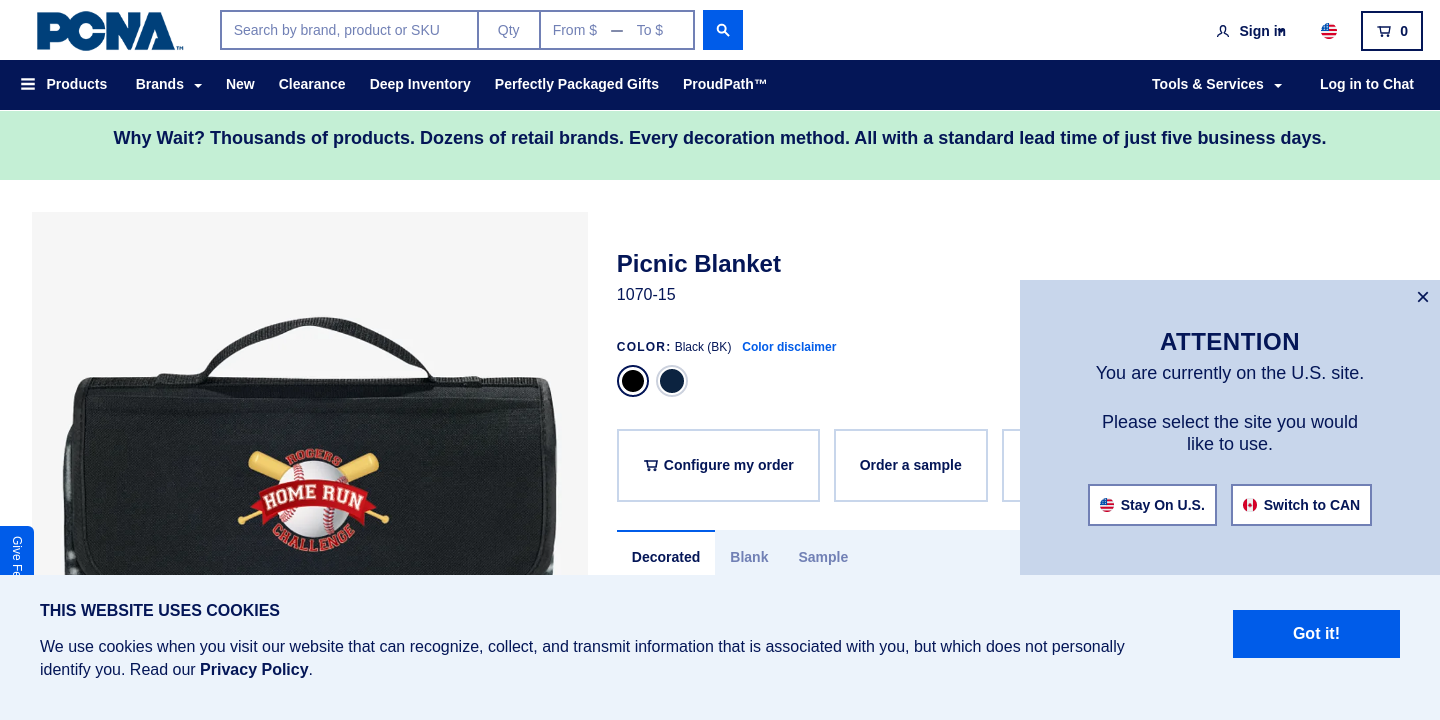 PCNA™
Search by brand, product or SKU
Qty
From $ — To $
Sign in
0
Products
Brands
New
Clearance
Deep Inventory
Perfectly Packaged Gifts
ProudPath™
Tools & Services
Log in to Chat
Why Wait? Thousands of products. Dozens of retail brands. Every decoration method. All with a standard lead time of just five business days.
ROGERS
HOME RUN
CHALLENGE
Picnic Blanket
1070-15
COLOR: Black (BK) Color disclaimer
Configure my order
Order a sample
Decorated
Blank
Sample
×
ATTENTION
You are currently on the U.S. site.
Please select the site you would
like to use.
Stay On U.S.
Switch to CAN
Give
THIS WEBSITE USES COOKIES
We use cookies when you visit our website that can recognize, collect, and transmit information that is associated with you, but which does not personally
identify you. Read our Privacy Policy.
Got it!